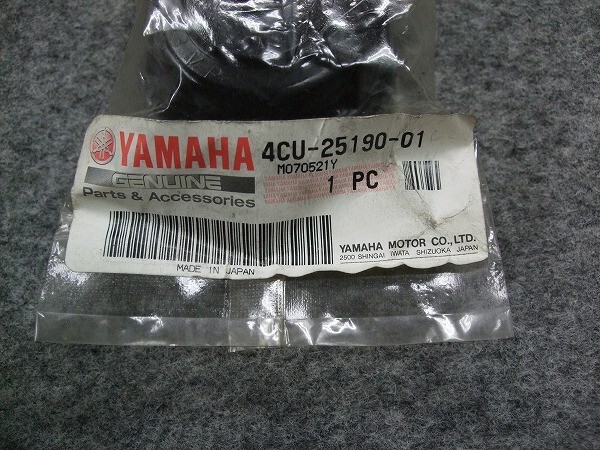 YAMAHA
GENUINE
Parts & Accessories
4CU-25190-01
M070521Y
1 PC
MADE IN JAPAN
YAMAHA MOTOR CO.,LTD.
2500 SHINGAI IWATA SHIZUOKA JAPAN